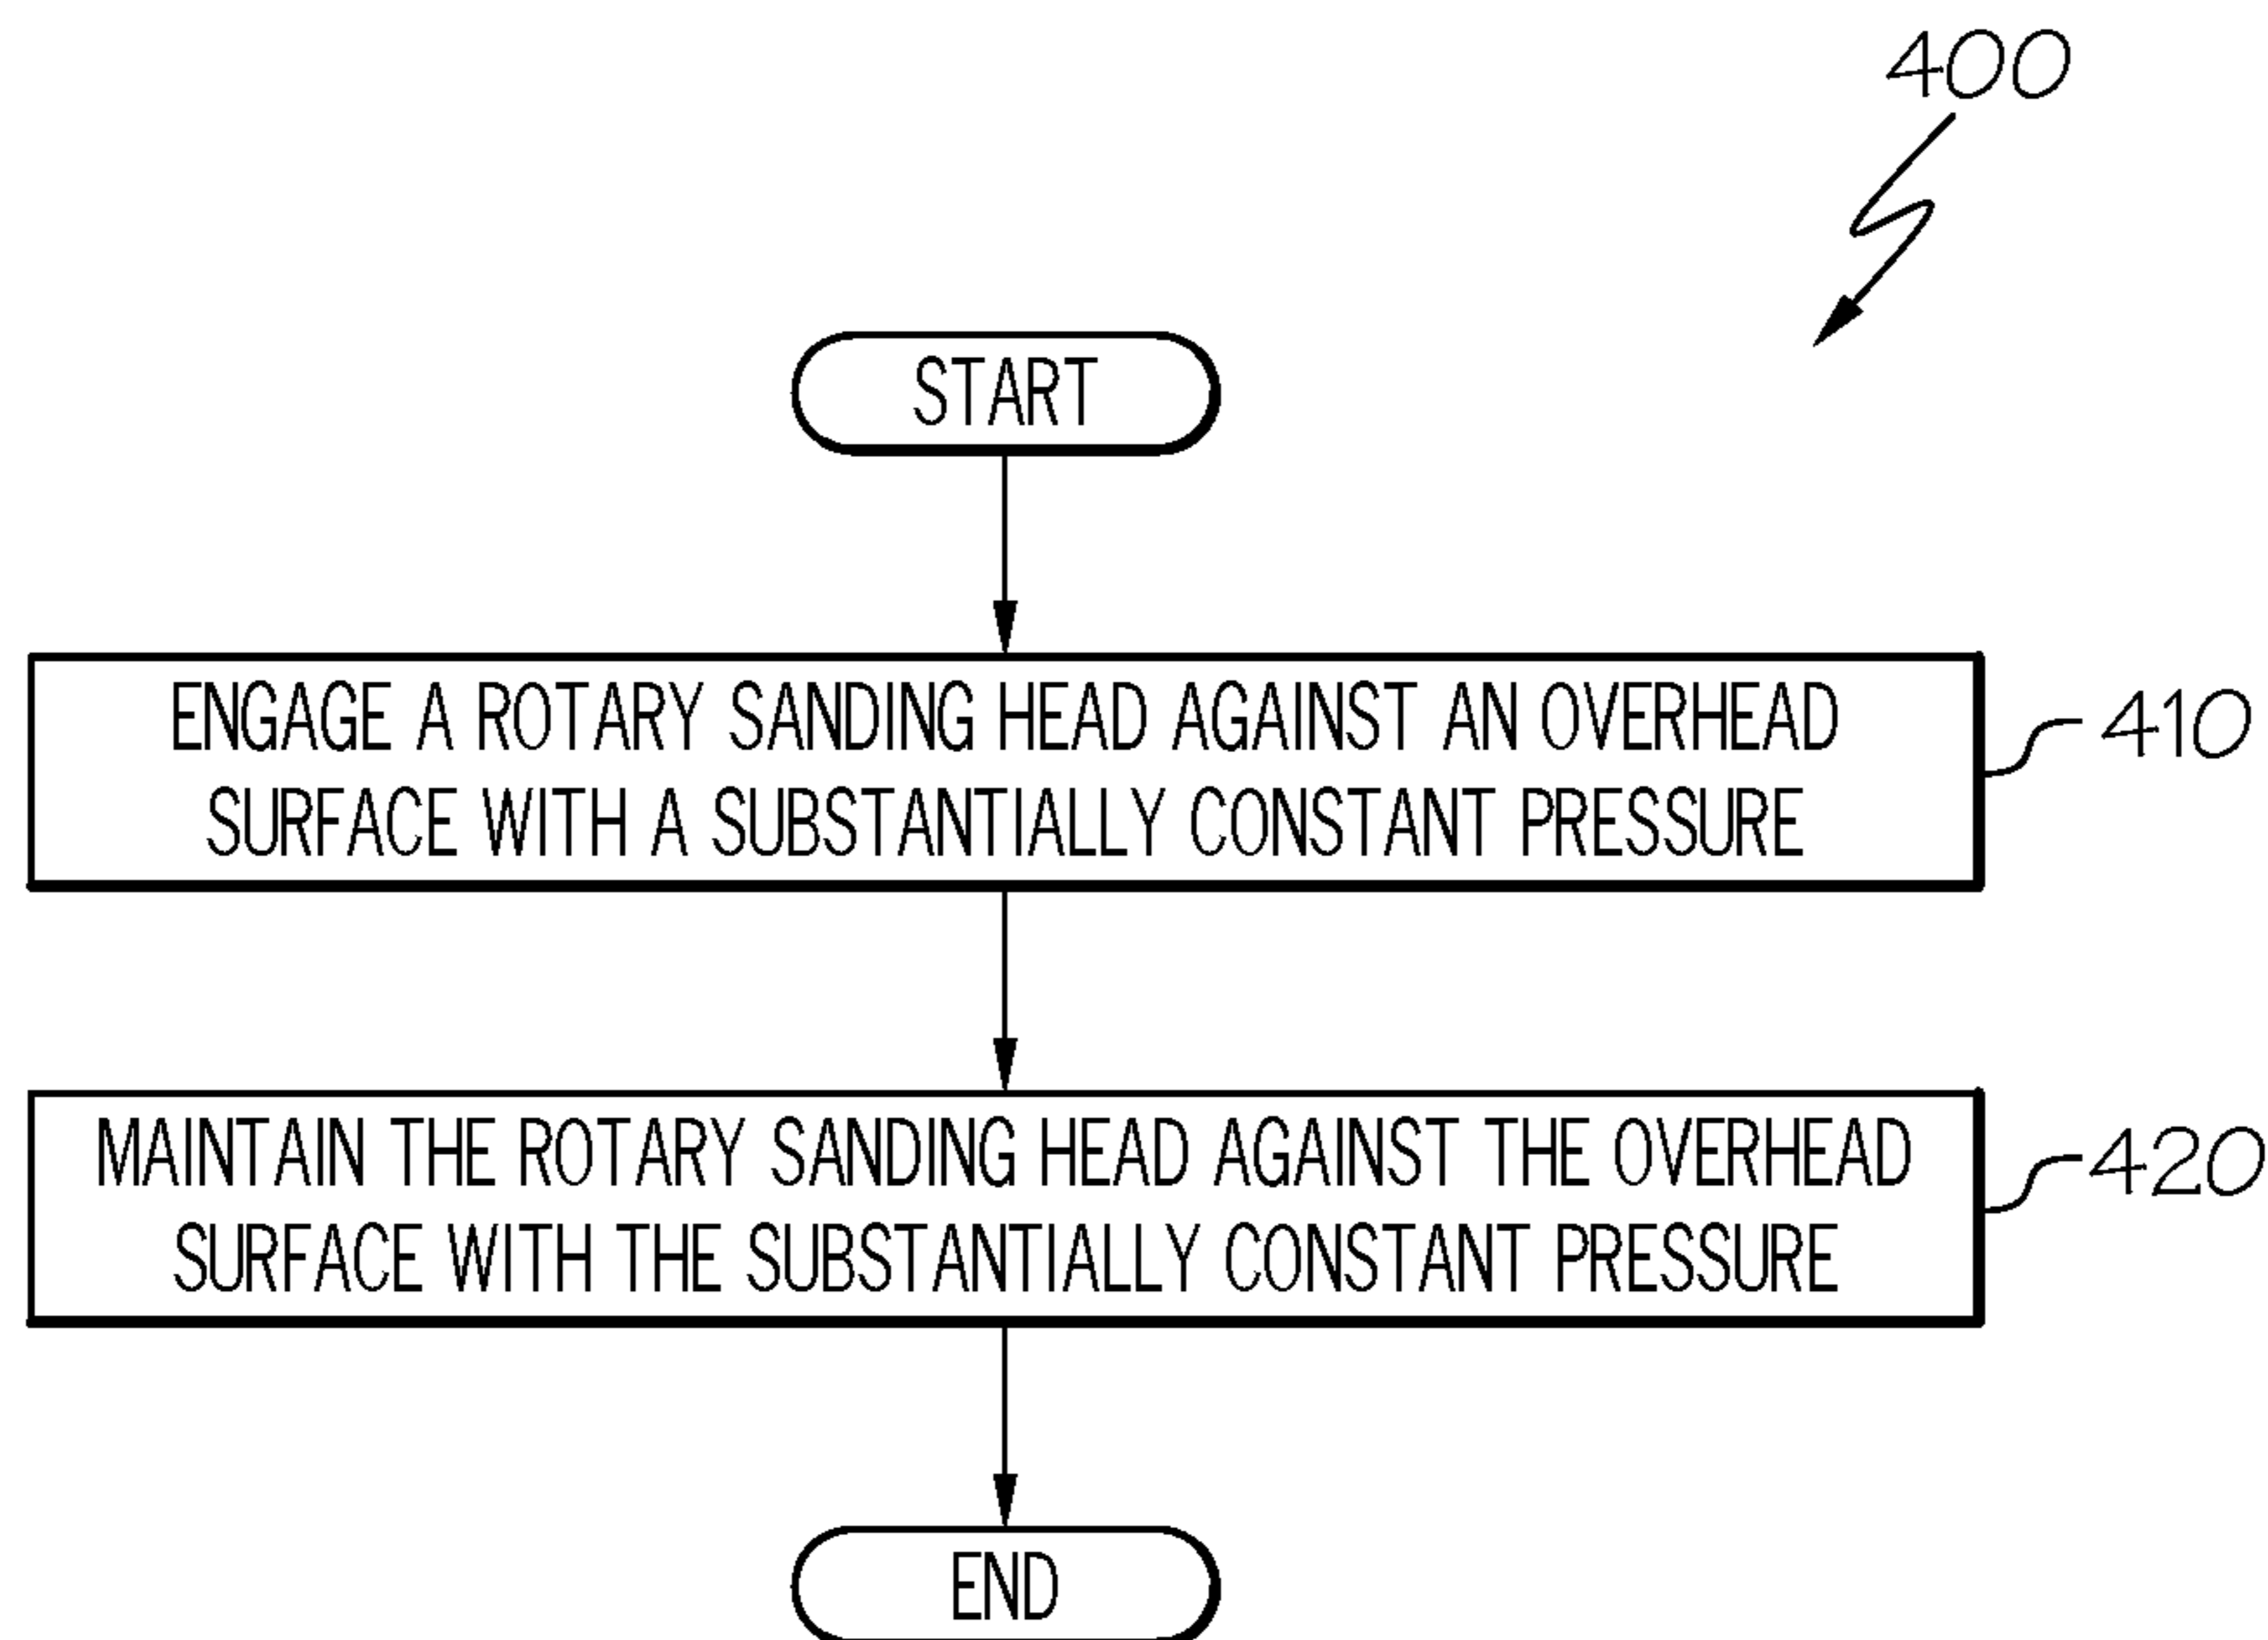 400
START
ENGAGE A ROTARY SANDING HEAD AGAINST AN OVERHEAD
SURFACE WITH A SUBSTANTIALLY CONSTANT PRESSURE
410
MAINTAIN THE ROTARY SANDING HEAD AGAINST THE OVERHEAD
SURFACE WITH THE SUBSTANTIALLY CONSTANT PRESSURE
420
END